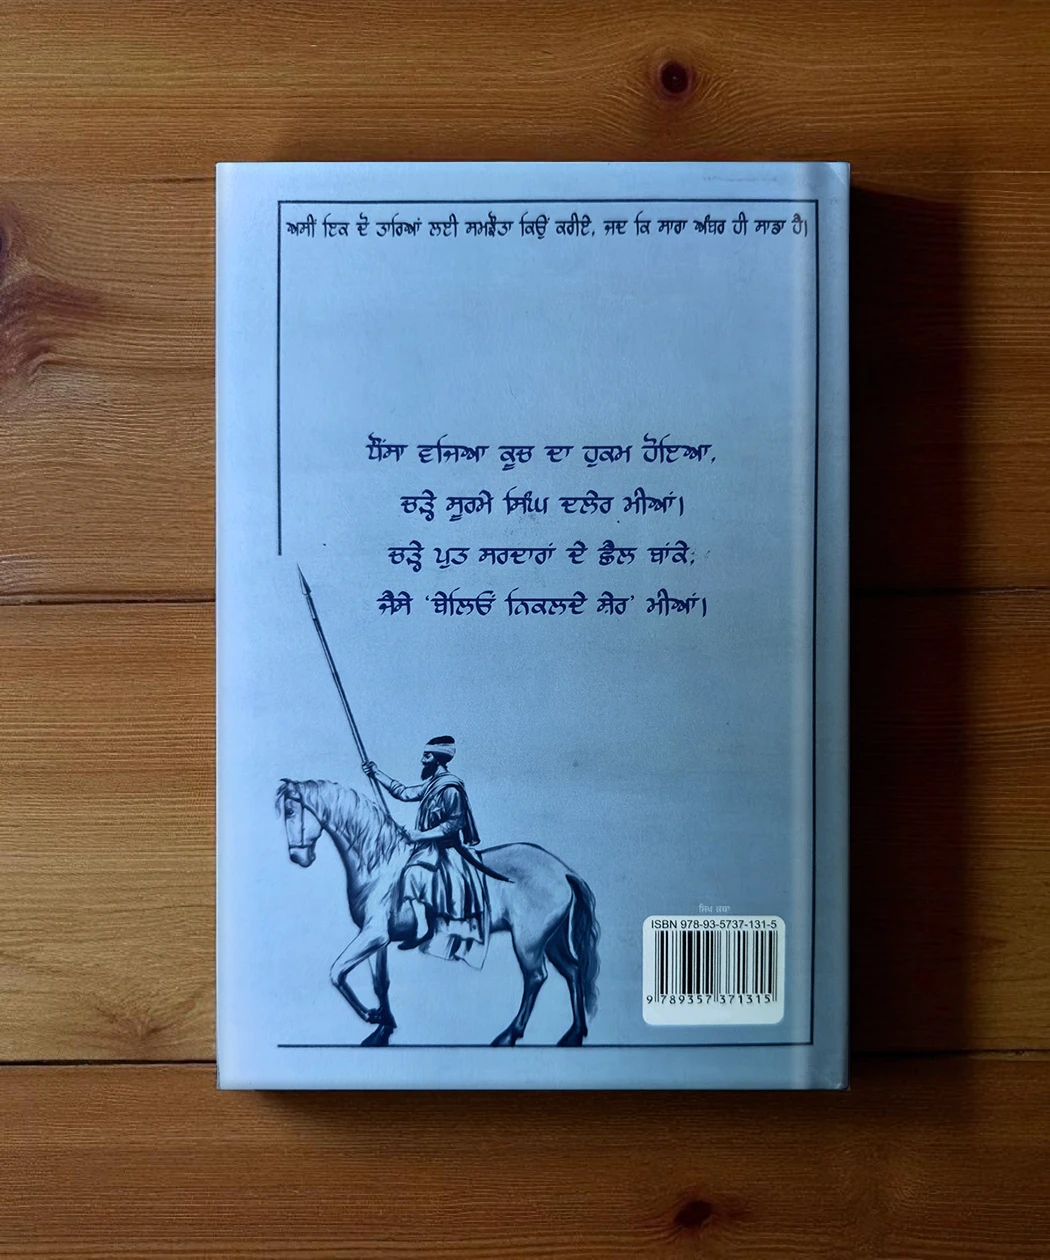 ਅਸੀਂ ਇਕ ਦੋ ਤਾਰਿਆਂ ਲਈ ਸਮਝੌਤਾ ਕਿਉਂ ਕਰੀਏ, ਜਦ ਕਿ ਸਾਰਾ ਅੰਬਰ ਹੀ ਸਾਡਾ ਹੈ।
ਧੌਂਸਾ ਵਜਿਆ ਕੂਚ ਦਾ ਹੁਕਮ ਹੋਇਆ,
ਚੜ੍ਹੇ ਸੂਰਮੇ ਸਿੰਘ ਦਲੇਰ ਮੀਆਂ।
ਚੜ੍ਹੇ ਪੁਤ ਸਰਦਾਰਾਂ ਦੇ ਛੈਲ ਬਾਂਕੇ,
ਜੈਸੇ ‘ਬੇਲਿਓਂ ਨਿਕਲਦੇ ਸ਼ੇਰ’ ਮੀਆਂ।
ਸਿਖ ਕਥਾ
ISBN 978-93-5737-131-5
9 789357 371315